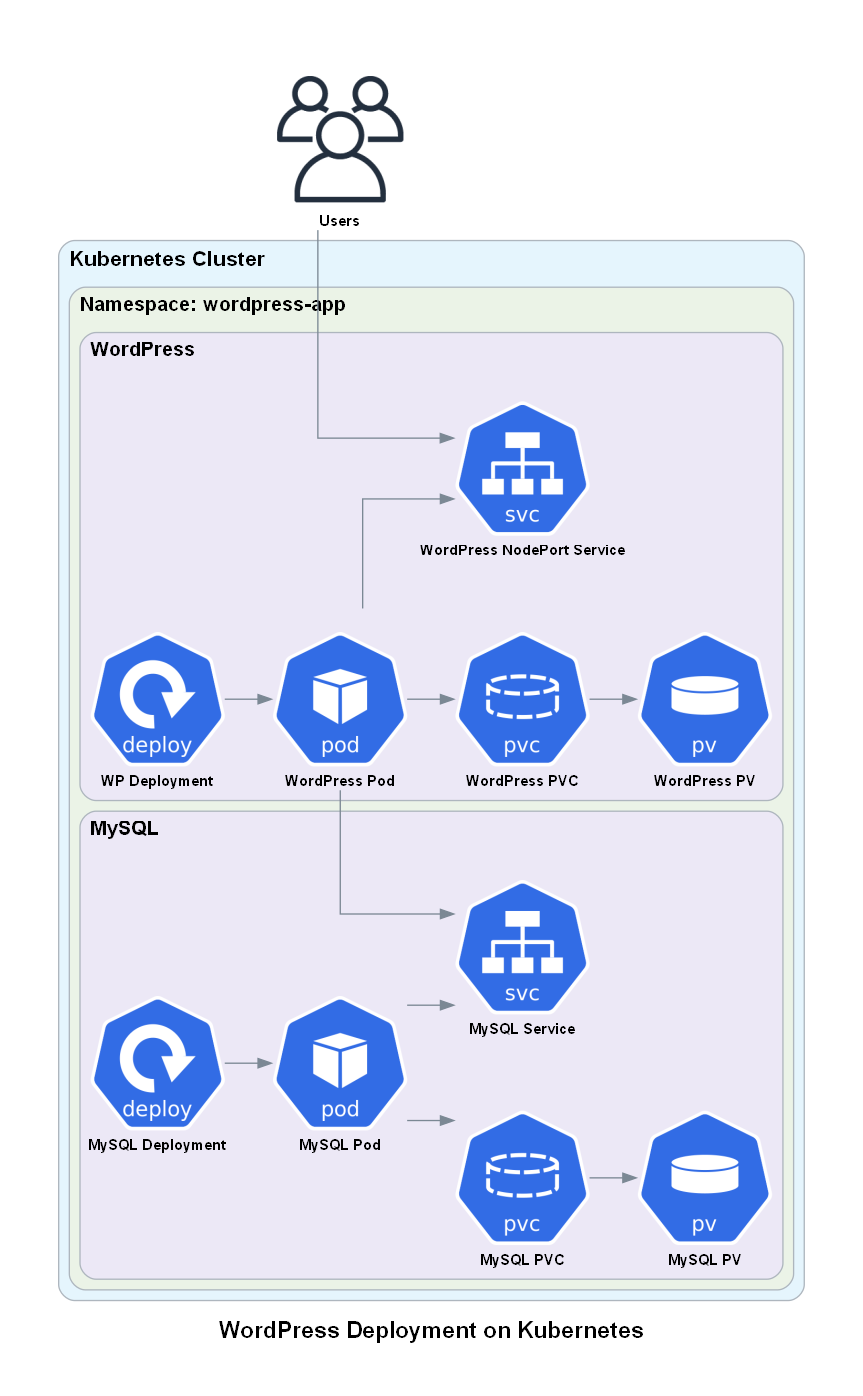 Users
Kubernetes Cluster
Namespace: wordpress-app
WordPress
svc
WordPress NodePort Service
deploy
WP Deployment
pod
WordPress Pod
pvc
WordPress PVC
pv
WordPress PV
MySQL
svc
MySQL Service
deploy
MySQL Deployment
pod
MySQL Pod
pvc
MySQL PVC
pv
MySQL PV
WordPress Deployment on Kubernetes